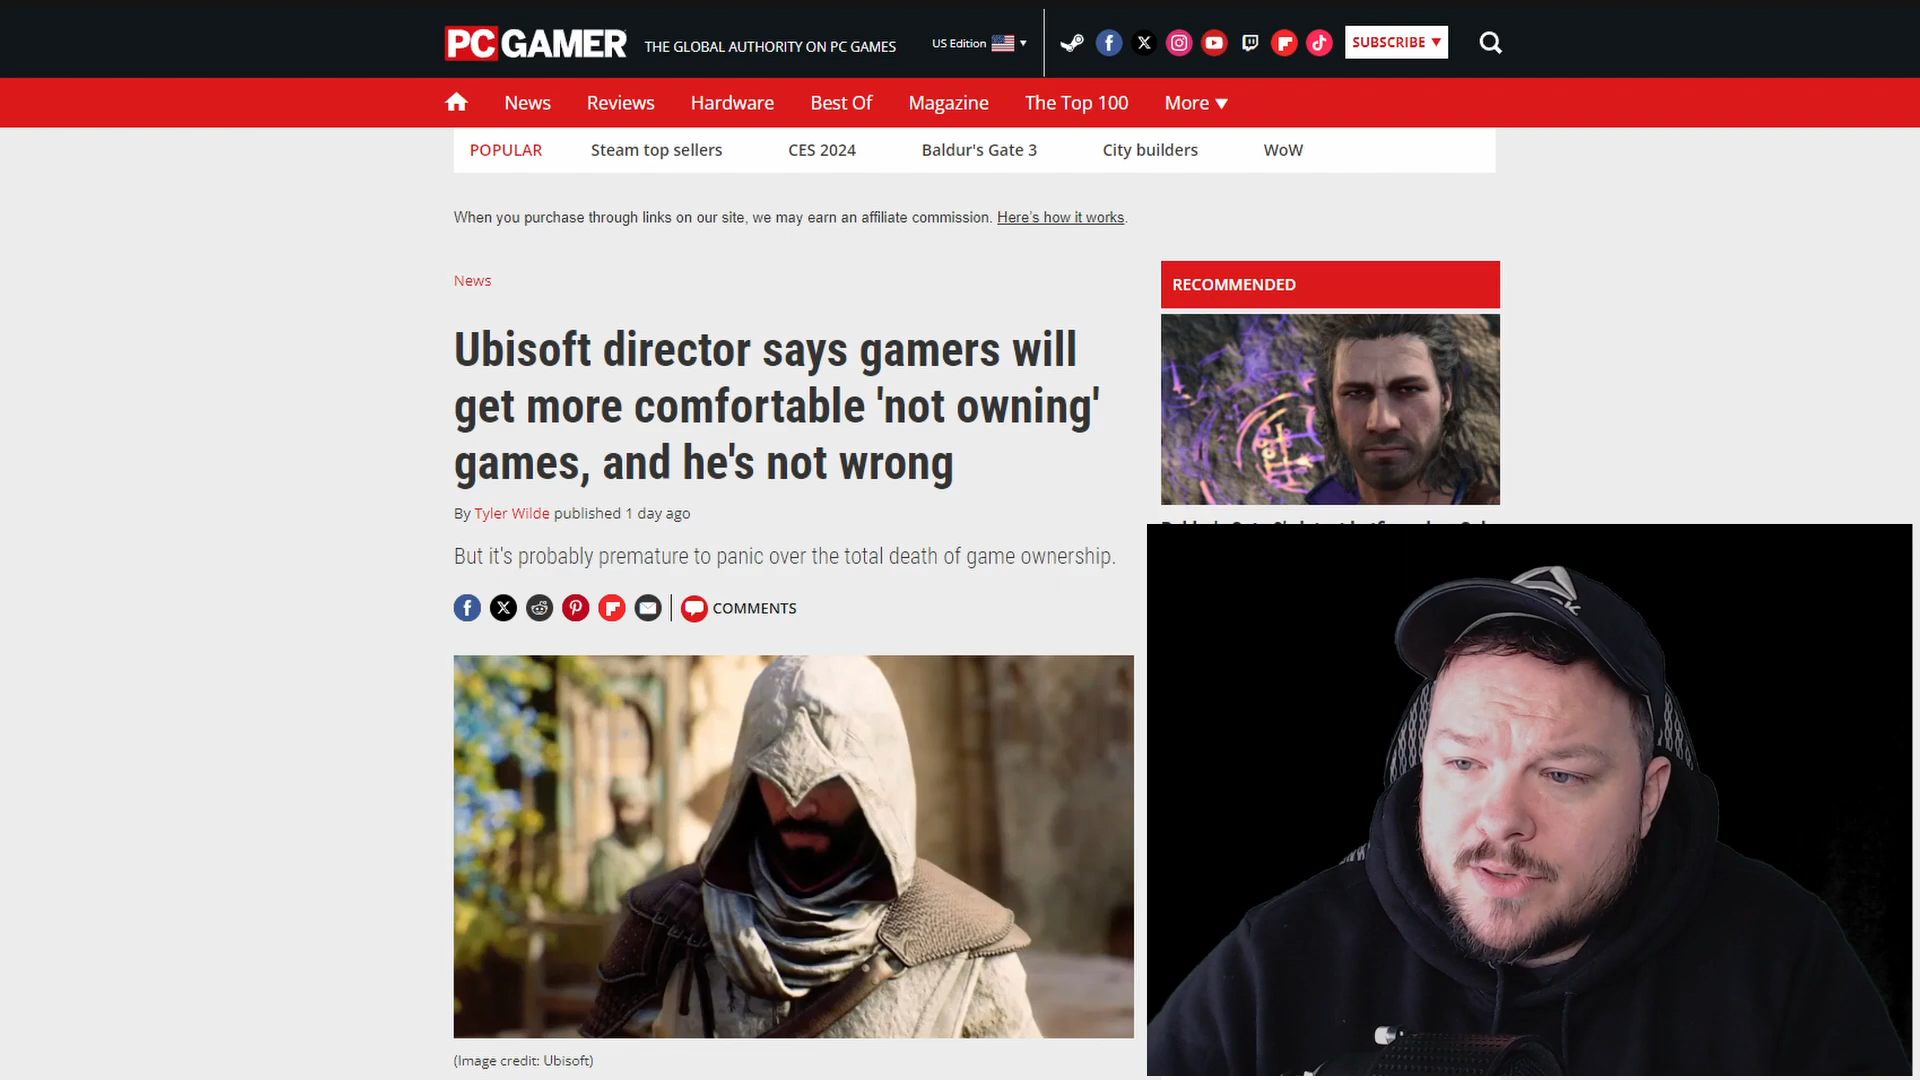 PC GAMER THE GLOBAL AUTHORITY ON PC GAMES US Edition SUBSCRIBE
News Reviews Hardware Best Of Magazine The Top 100 More
POPULAR Steam top sellers CES 2024 Baldur's Gate 3 City builders WoW
When you purchase through links on our site, we may earn an affiliate commission. Here's how it works.
News
RECOMMENDED
Ubisoft director says gamers will
get more comfortable 'not owning'
games, and he's not wrong
By Tyler Wilde published 1 day ago
But it's probably premature to panic over the total death of game ownership.
COMMENTS
(Image credit: Ubisoft)